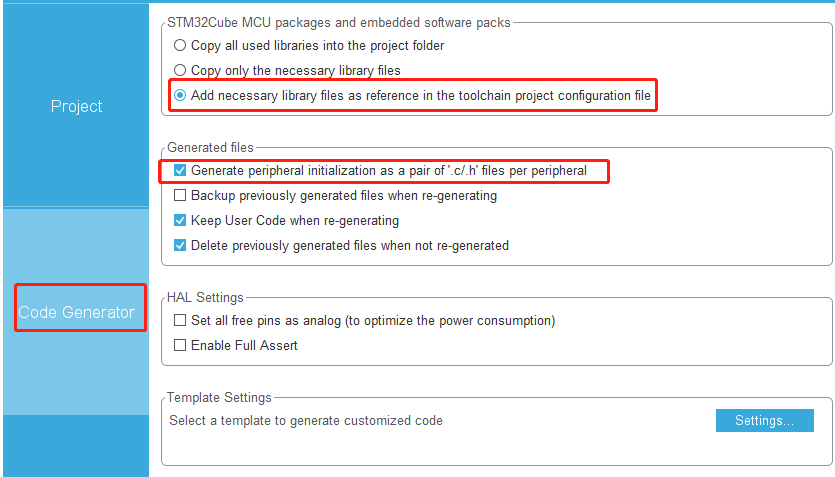 Project
Code Generator
STM32Cube MCU packages and embedded software packs
Copy all used libraries into the project folder
Copy only the necessary library files
Add necessary library files as reference in the toolchain project configuration file
Generated files
Generate peripheral initialization as a pair of '.c/.h' files per peripheral
Backup previously generated files when re-generating
Keep User Code when re-generating
Delete previously generated files when not re-generated
HAL Settings
Set all free pins as analog (to optimize the power consumption)
Enable Full Assert
Template Settings
Select a template to generate customized code
Settings...